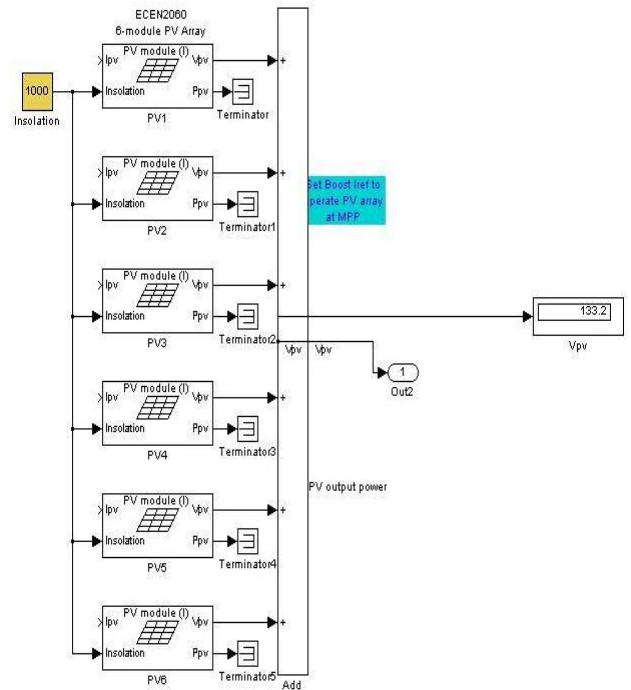 ECEN2060
6-module PV Array
PV module (I)
Ipv
Vpv
1000
Insolation
Ppv
Insolation
PV1
Terminator
+
PV module (I)
Ipv
Vpv
Insolation
Ppv
PV2
Terminator1
+
Set Boost Iref to
perate PV array
at MPP
PV module (I)
Ipv
Vpv
Insolation
Ppv
PV3
Terminator2
+
133.2
Vpv
Vpv
Vpv
1
Out2
PV module (I)
Ipv
Vpv
Insolation
Ppv
PV4
Terminator3
+
PV output power
PV module (I)
Ipv
Vpv
Insolation
Ppv
PV5
Terminator4
+
PV module (I)
Ipv
Vpv
Insolation
Ppv
PV6
Terminator5
+
Add